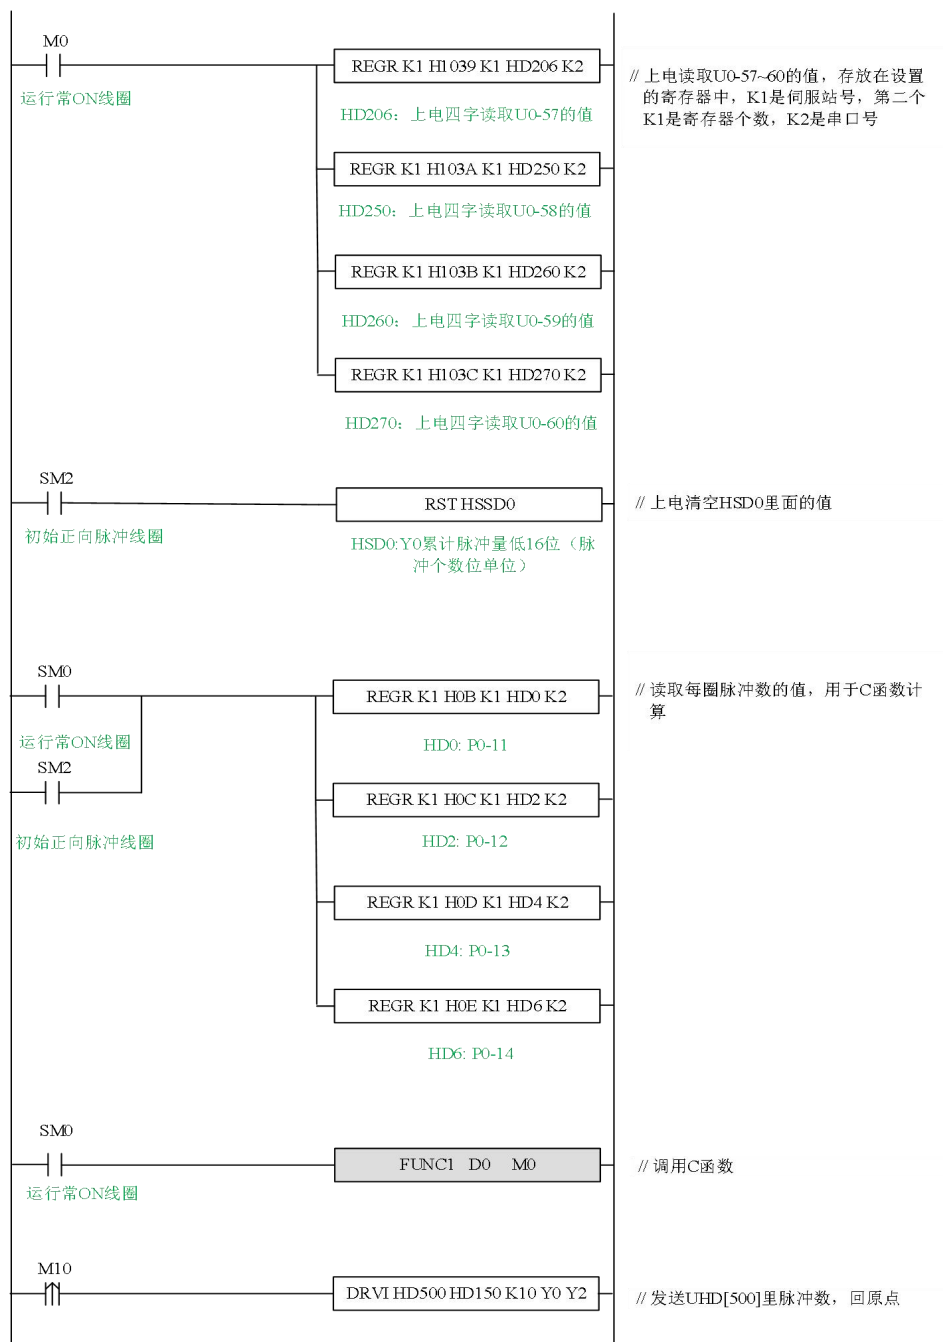 M0
REGR K1 H1039 K1 HD206 K2
运行常ON线圈
HD206：上电四字读取U0-57的值
// 上电读取U0-57~60的值，存放在设置
的寄存器中，K1是伺服站号，第二个
K1是寄存器个数，K2是串口号
REGR K1 H103A K1 HD250 K2
HD250：上电四字读取U0-58的值
REGR K1 H103B K1 HD260 K2
HD260：上电四字读取U0-59的值
REGR K1 H103C K1 HD270 K2
HD270：上电四字读取U0-60的值
SM2
RST HSSD0
// 上电清空HSD0里面的值
初始正向脉冲线圈
HSD0:Y0累计脉冲量低16位（脉
冲个数位单位）
SM0
REGR K1 H0B K1 HD0 K2
// 读取每圈脉冲数的值，用于C函数计
算
运行常ON线圈
HD0: P0-11
SM2
REGR K1 H0C K1 HD2 K2
初始正向脉冲线圈
HD2: P0-12
REGR K1 H0D K1 HD4 K2
HD4: P0-13
REGR K1 H0E K1 HD6 K2
HD6: P0-14
SM0
FUNC1 D0 M0
// 调用C函数
运行常ON线圈
M10
DRVI HD500 HD150 K10 Y0 Y2
// 发送UHD[500]里脉冲数，回原点